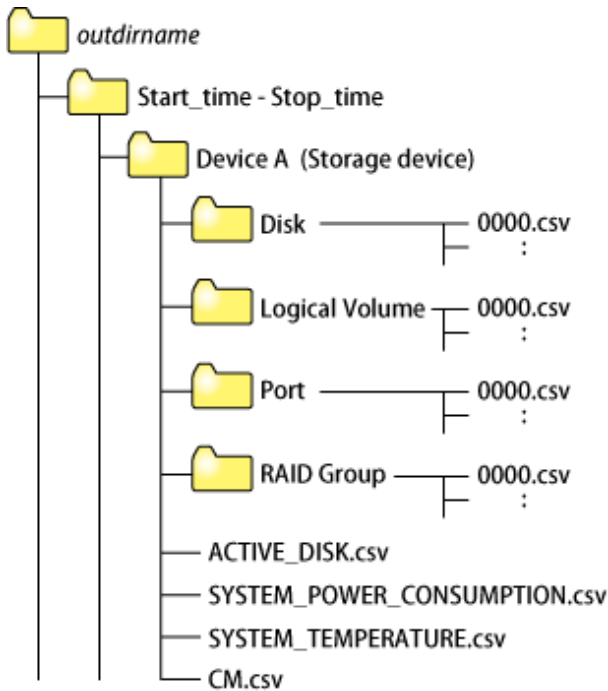 outdirname
Start_time - Stop_time
Device A (Storage device)
Disk 0000.csv
:
Logical Volume 0000.csv
:
Port 0000.csv
:
RAID Group 0000.csv
:
ACTIVE_DISK.csv
SYSTEM_POWER_CONSUMPTION.csv
SYSTEM_TEMPERATURE.csv
CM.csv